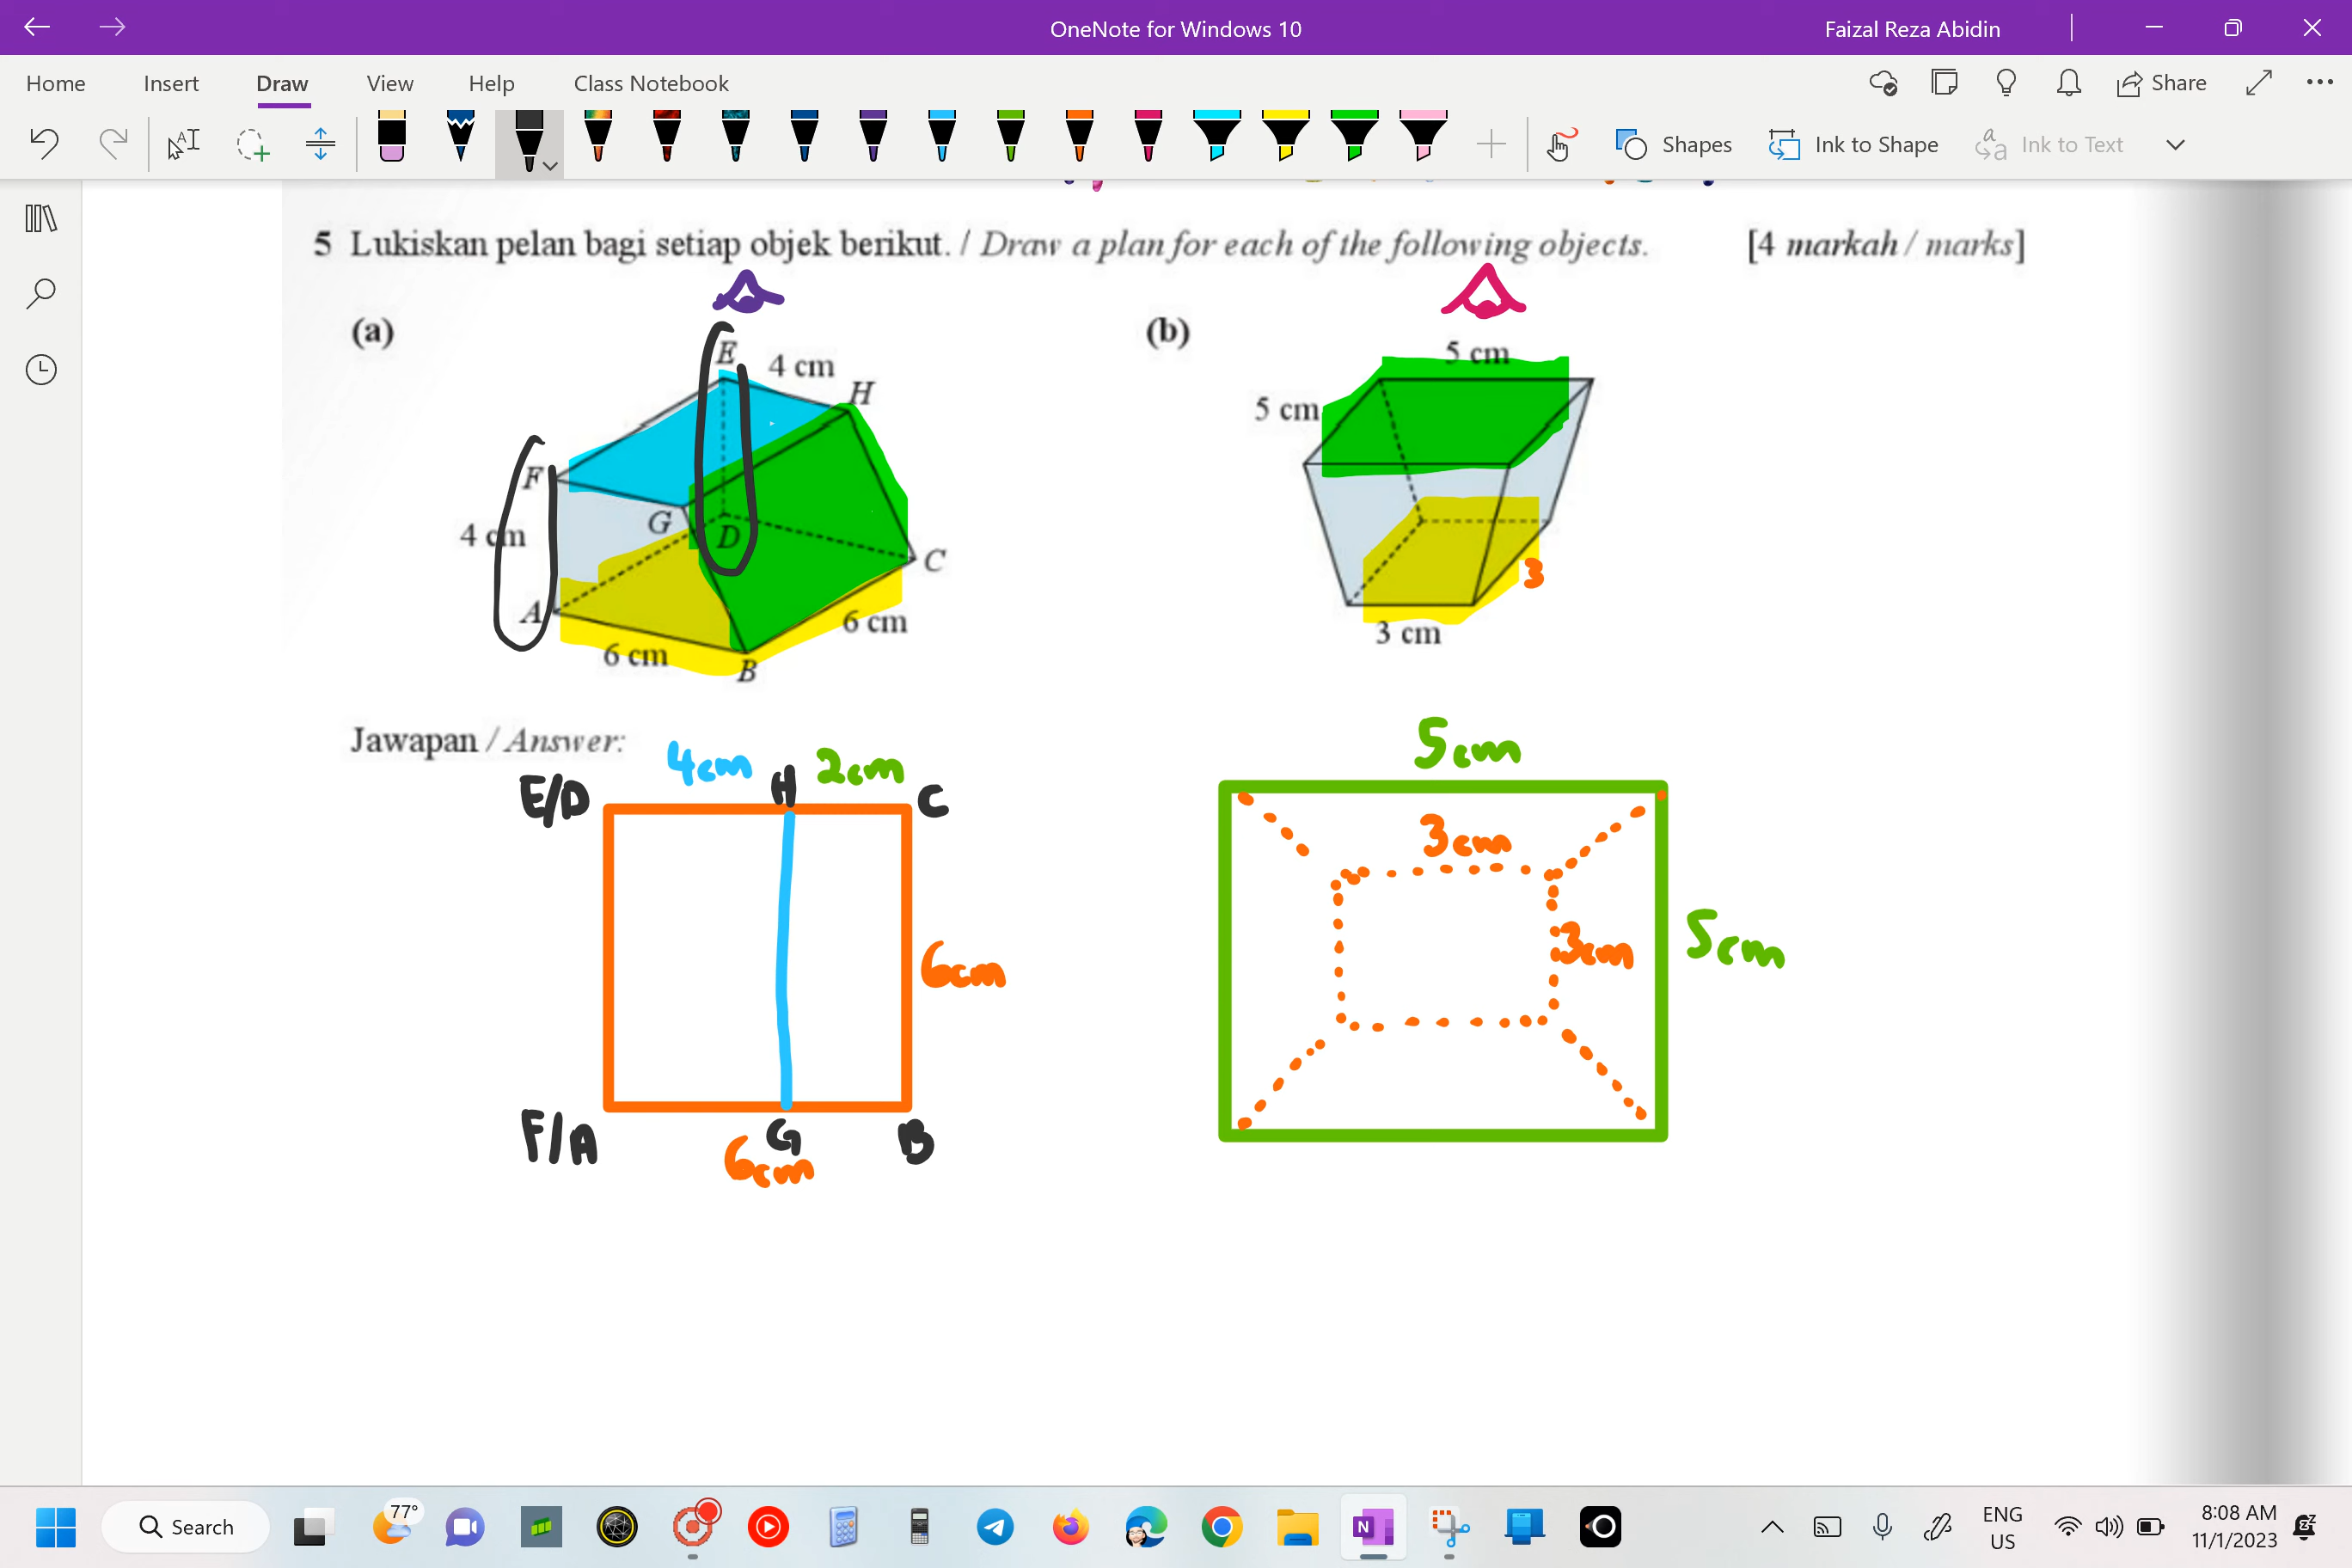 OneNote for Windows 10
Faizal Reza Abidin
Home Insert Draw View Help Class Notebook
Share
Shapes Ink to Shape Ink to Text
5 Lukiskan pelan bagi setiap objek berikut. / Draw a plan for each of the following objects. [4 markah / marks]
(a)
E
4 cm
H
F
G
D
4 cm
C
A
6 cm
6 cm
B
(b)
5 cm
5 cm
3
3 cm
Jawapan / Answer:
4cm H 2cm
E/D C
6cm
F/A G B
6cm
5cm
3cm
3cm
5cm
77°
Search
ENG
US
8:08 AM
11/1/2023